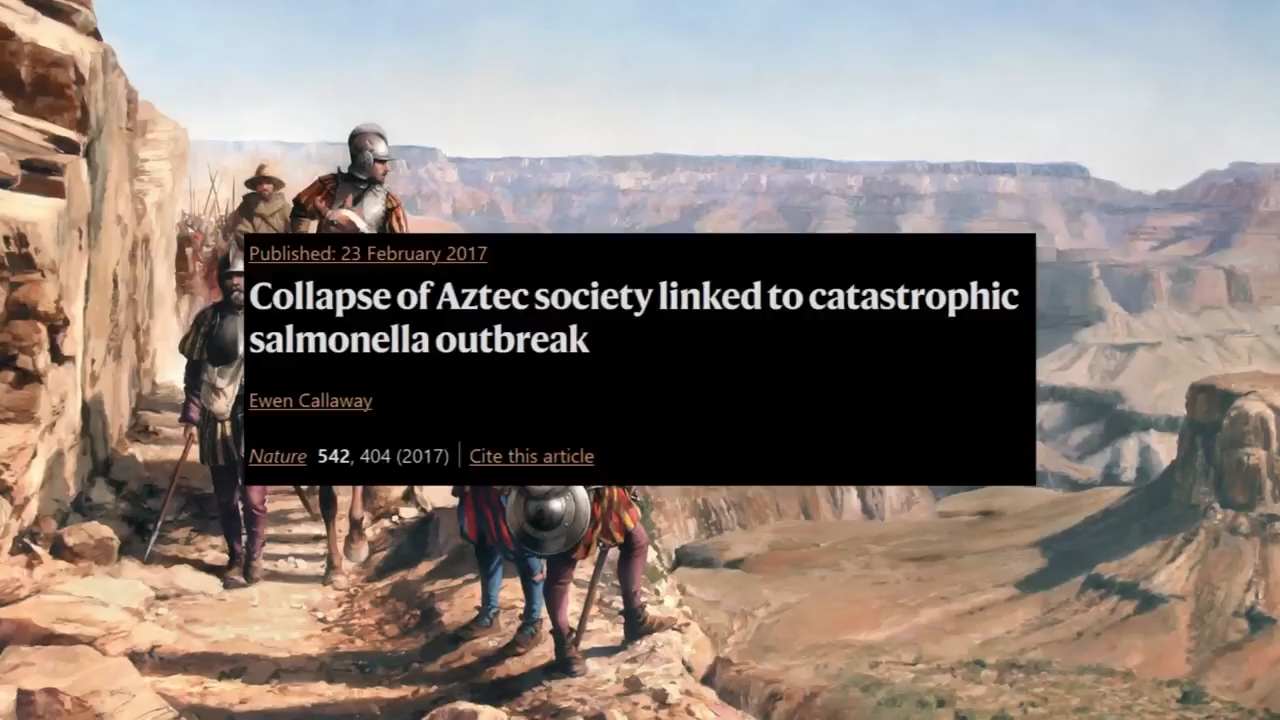 Published: 23 February 2017
Collapse of Aztec society linked to catastrophic
salmonella outbreak
Ewen Callaway
Nature 542, 404 (2017) | Cite this article